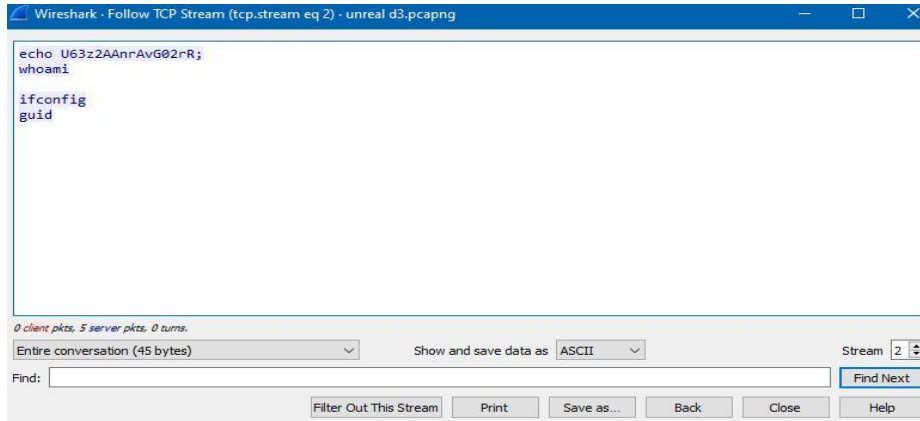 Wireshark · Follow TCP Stream (tcp.stream eq 2) · unreal d3.pcapng
echo U63z2AAnrAvG02rR;
whoami
ifconfig
guid
0 client pkts, 5 server pkts, 0 turns.
Entire conversation (45 bytes) Show and save data as ASCII Stream 2
Find: Find Next
Filter Out This Stream Print Save as... Back Close Help